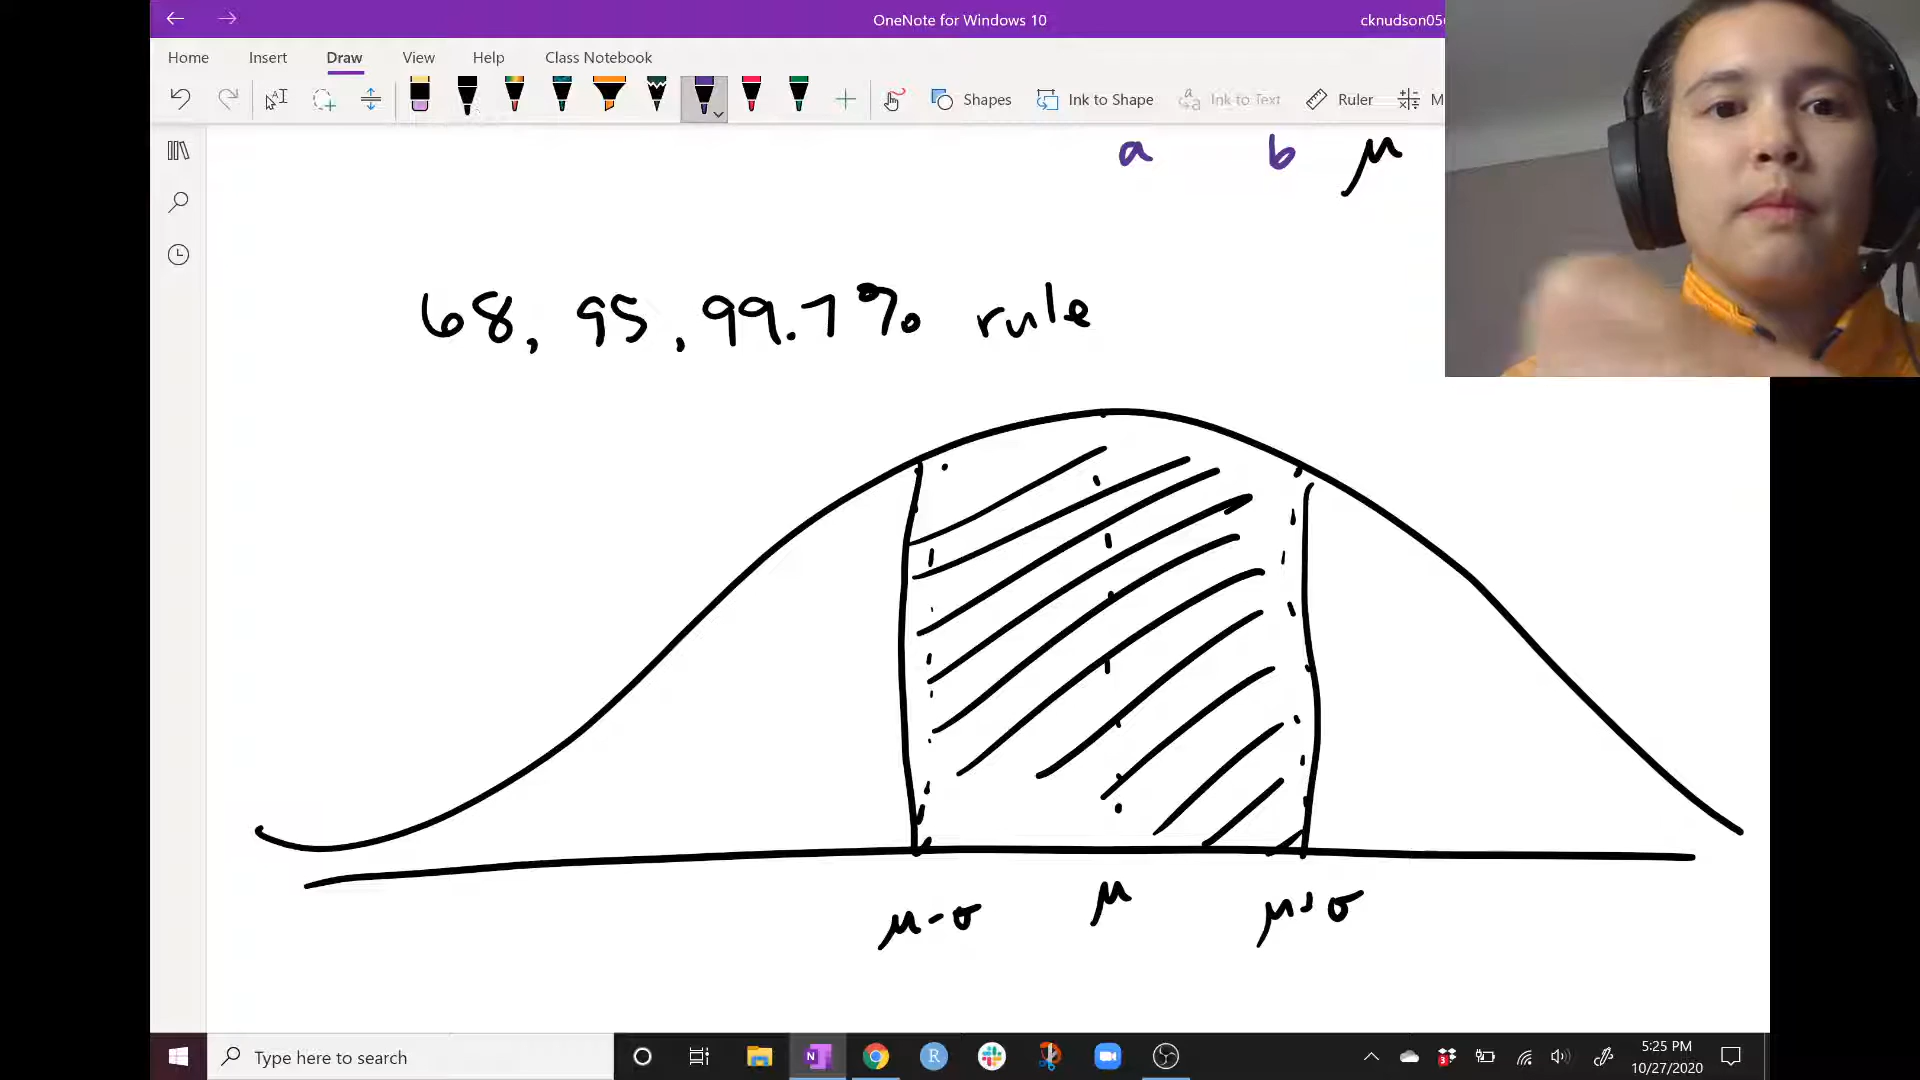 OneNote for Windows 10
cknudson05
Home Insert Draw View Help Class Notebook
Shapes Ink to Shape Ink to Text Ruler M
a b μ
68, 95, 99.7% rule
μ-σ μ μ+σ
Type here to search
5:25 PM
10/27/2020